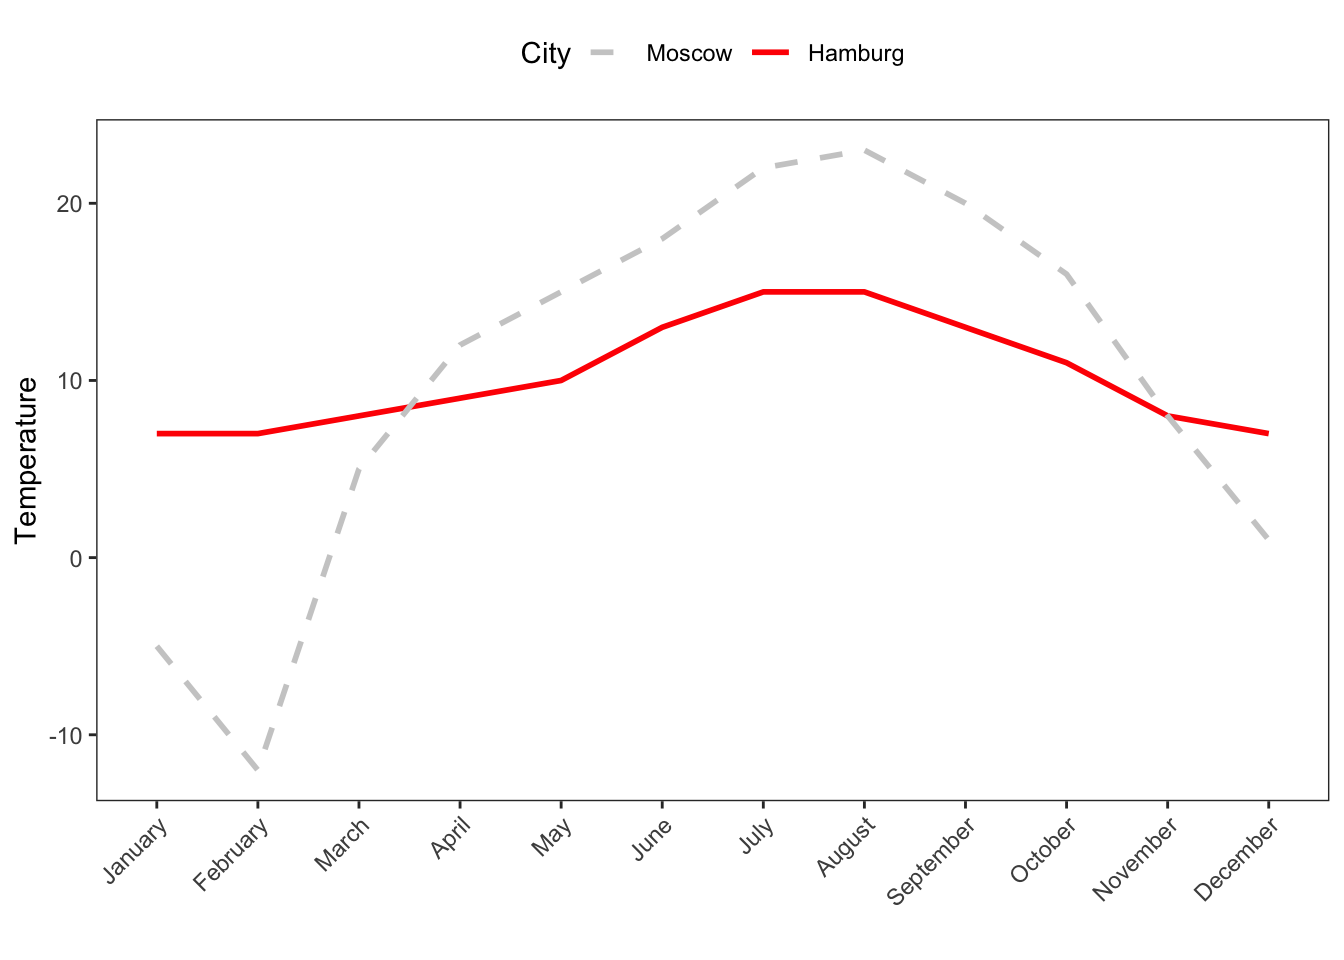 City Moscow Hamburg
Temperature
20
10
0
-10
January February March April May June July August September October November December